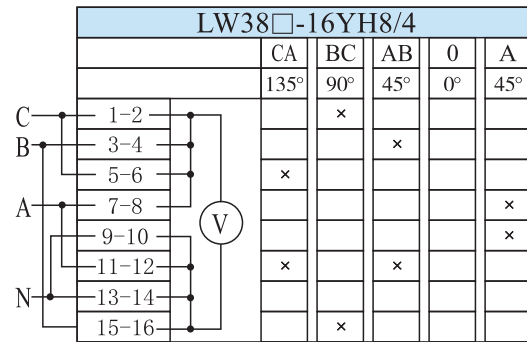 LW38□-16YH8/4
CA BC AB 0 A
135° 90° 45° 0° 45°
C 1-2 ×
B 3-4 ×
5-6 ×
A 7-8 ×
V
9-10 ×
11-12 × ×
N 13-14
15-16 ×